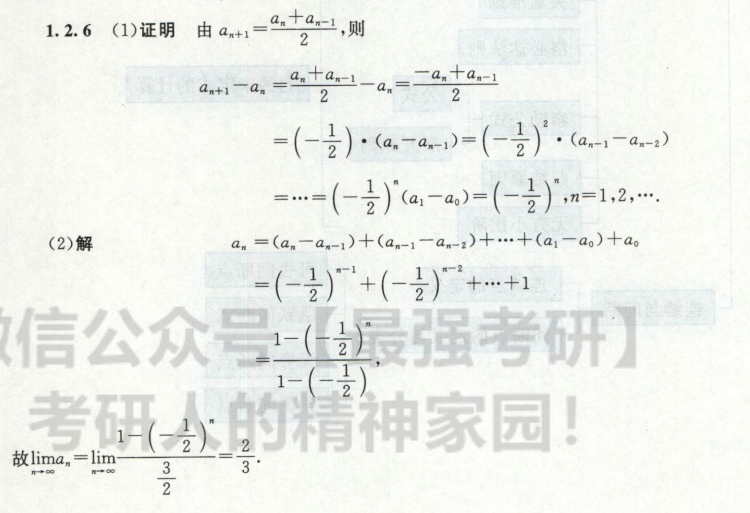 1.2.6 (1)证明 由 $a_{n+1}=\frac{a_n+a_{n-1}}{2}$,则
$a_{n+1}-a_n=\frac{a_n+a_{n-1}}{2}-a_n=\frac{-a_n+a_{n-1}}{2}$
$=\left(-\frac{1}{2}\right)\cdot(a_n-a_{n-1})=\left(-\frac{1}{2}\right)^2\cdot(a_{n-1}-a_{n-2})$
$=\cdots=\left(-\frac{1}{2}\right)^n(a_1-a_0)=\left(-\frac{1}{2}\right)^n,n=1,2,\cdots.$
(2)解 $a_n=(a_n-a_{n-1})+(a_{n-1}-a_{n-2})+\cdots+(a_1-a_0)+a_0$
$=\left(-\frac{1}{2}\right)^{n-1}+\left(-\frac{1}{2}\right)^{n-2}+\cdots+1$
$=\frac{1-\left(-\frac{1}{2}\right)^n}{1-\left(-\frac{1}{2}\right)},$
信公众号【最强考研】
考研人的精神家园!
故$\lim_{n\to\infty}a_n=\lim_{n\to\infty}\frac{1-\left(-\frac{1}{2}\right)^n}{\frac{3}{2}}=\frac{2}{3}.$